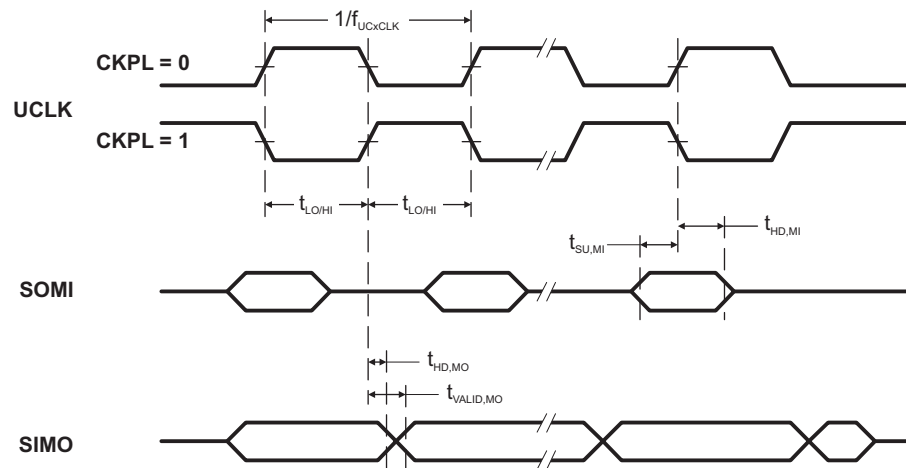 1/fUCxCLK
CKPL = 0
UCLK
CKPL = 1
tLO/HI tLO/HI
tSU,MI tHD,MI
SOMI
tHD,MO
tVALID,MO
SIMO